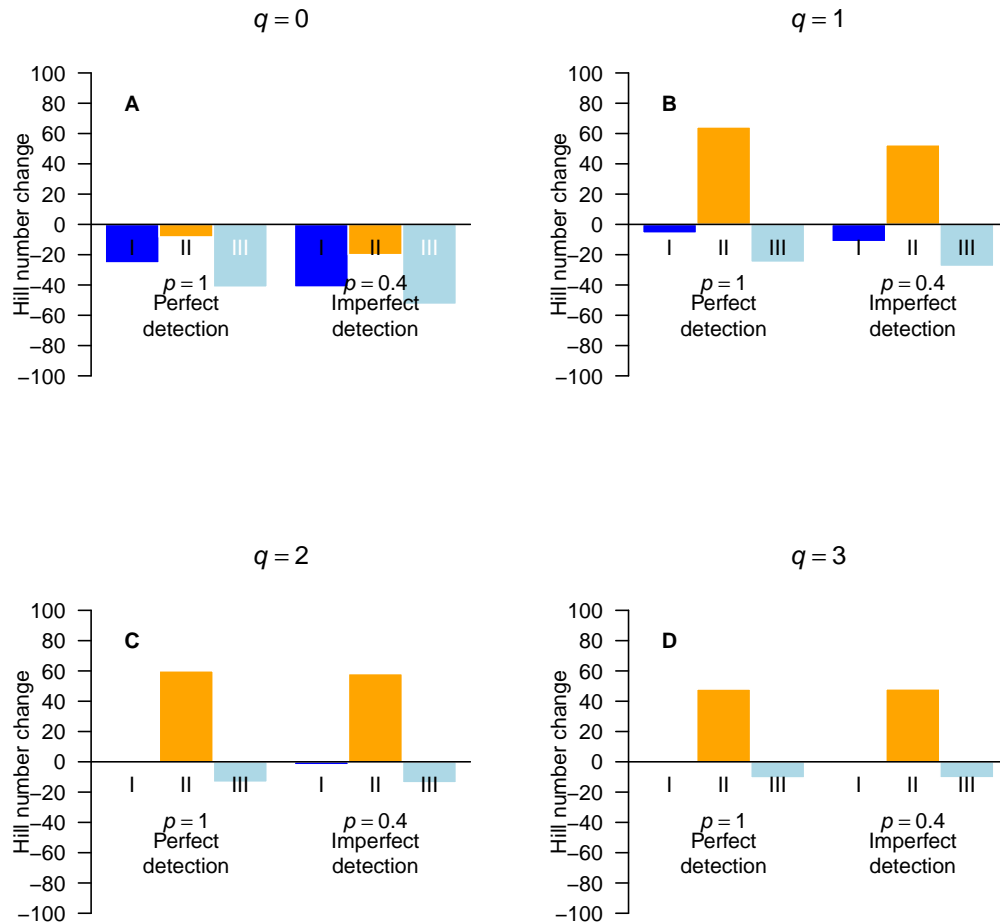 q = 0
100
80
60
40
20
0
−20
−40
−60
−80
−100
Hill number change
A
I II III I II III
p = 1 p = 0.4
Perfect Imperfect
detection detection
q = 1
100
80
60
40
20
0
−20
−40
−60
−80
−100
Hill number change
B
I II III I II III
p = 1 p = 0.4
Perfect Imperfect
detection detection
q = 2
100
80
60
40
20
0
−20
−40
−60
−80
−100
Hill number change
C
I II III I II III
p = 1 p = 0.4
Perfect Imperfect
detection detection
q = 3
100
80
60
40
20
0
−20
−40
−60
−80
−100
Hill number change
D
I II III I II III
p = 1 p = 0.4
Perfect Imperfect
detection detection